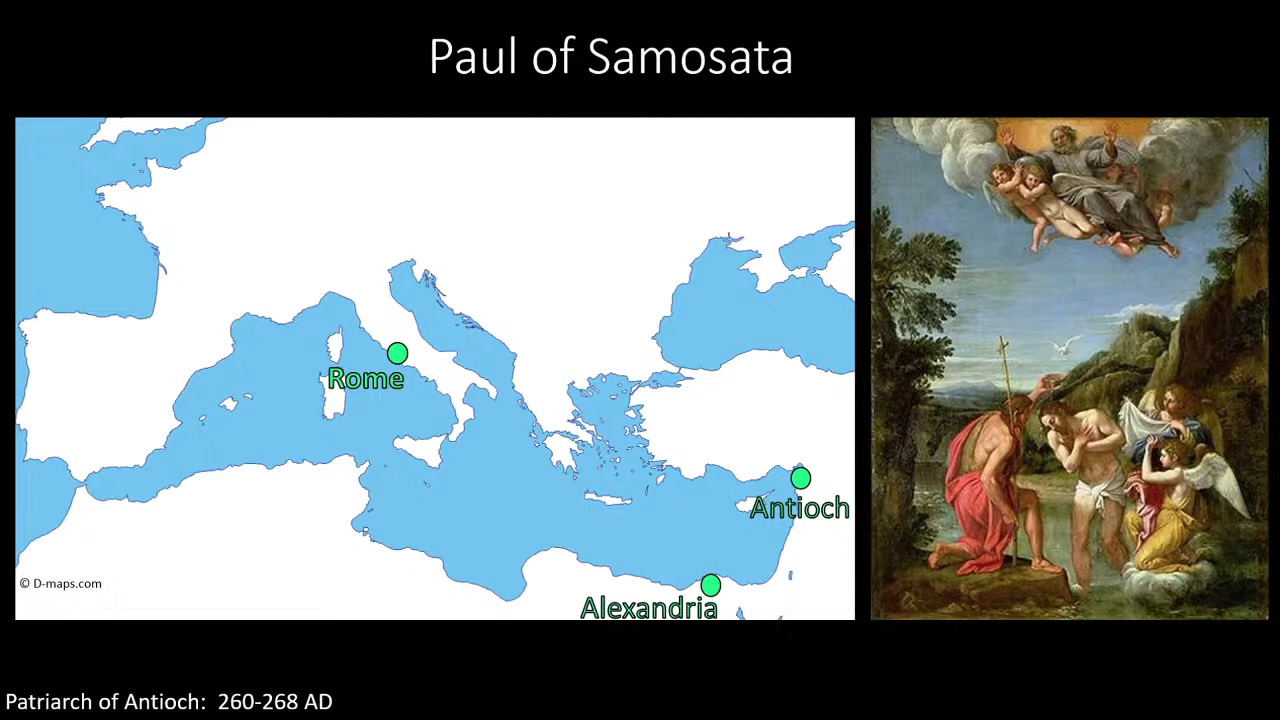 Paul of Samosata
Rome
Antioch
© D-maps.com
Alexandria
Patriarch of Antioch:  260-268 AD